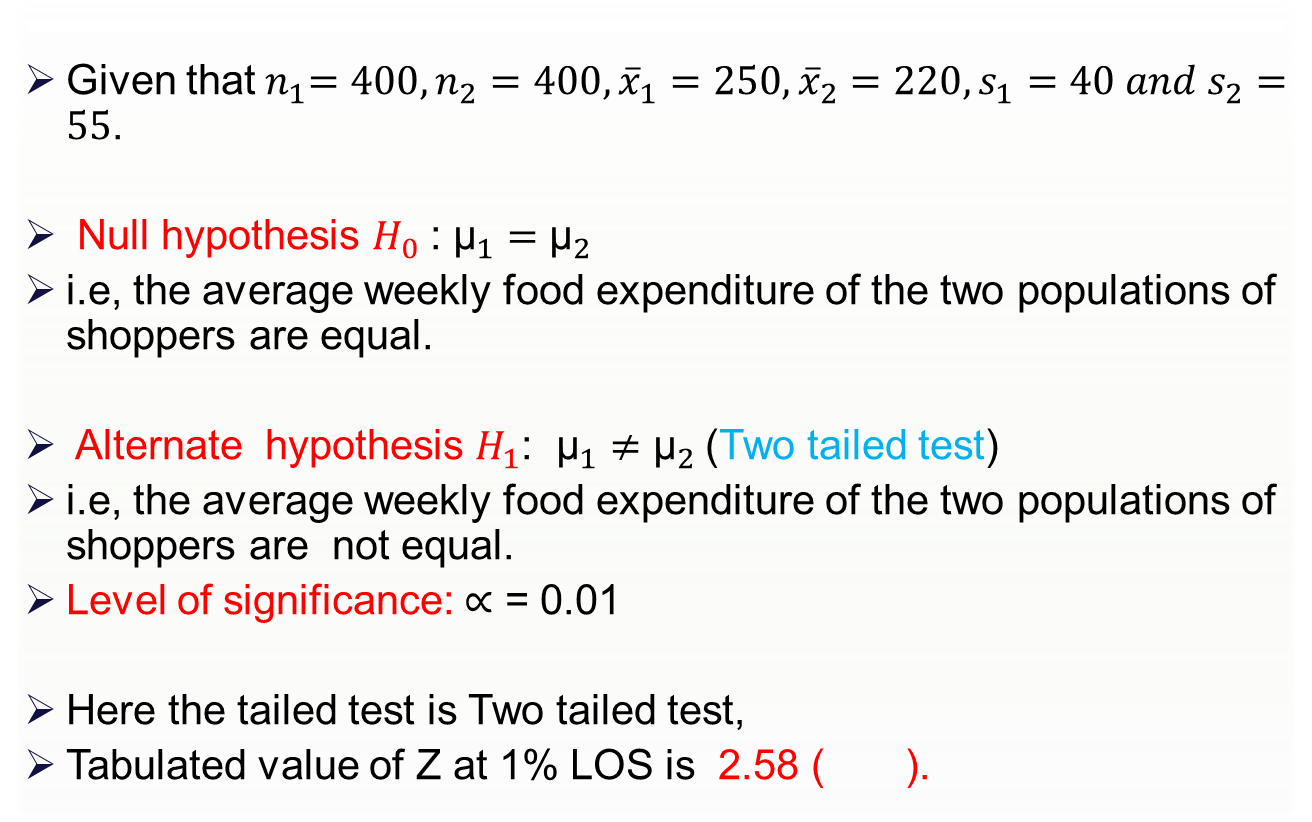 ➢ Given that n₁= 400, n₂ = 400, x̄₁ = 250, x̄₂ = 220, s₁ = 40 and s₂ =
55.
➢ Null hypothesis H₀ : µ₁ = µ₂
➢ i.e, the average weekly food expenditure of the two populations of
shoppers are equal.
➢ Alternate hypothesis H₁: µ₁ ≠ µ₂ (Two tailed test)
➢ i.e, the average weekly food expenditure of the two populations of
shoppers are not equal.
➢ Level of significance: ∝ = 0.01
➢ Here the tailed test is Two tailed test,
➢ Tabulated value of Z at 1% LOS is 2.58 ( ).